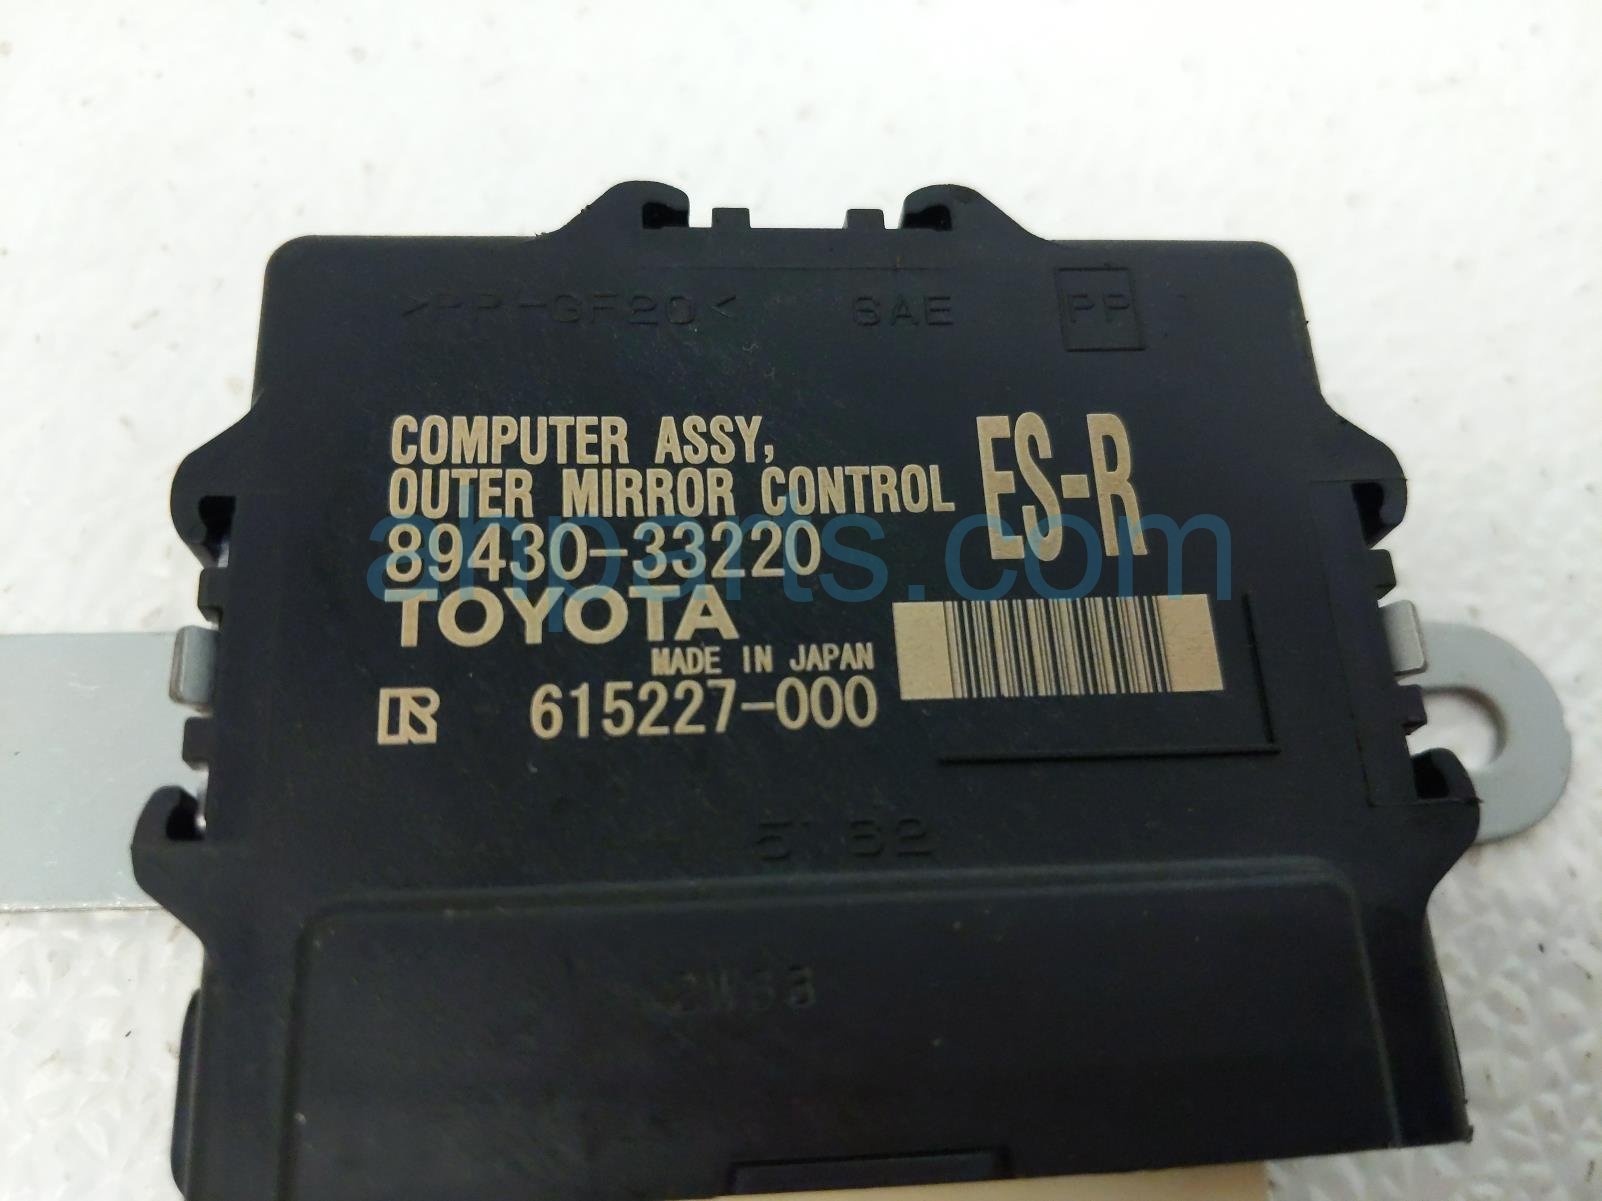 >PP-GF20< SAE PP
COMPUTER ASSY,
OUTER MIRROR CONTROL
ES-R
89430-33220
TOYOTA
MADE IN JAPAN
R 615227-000
ahparts.com